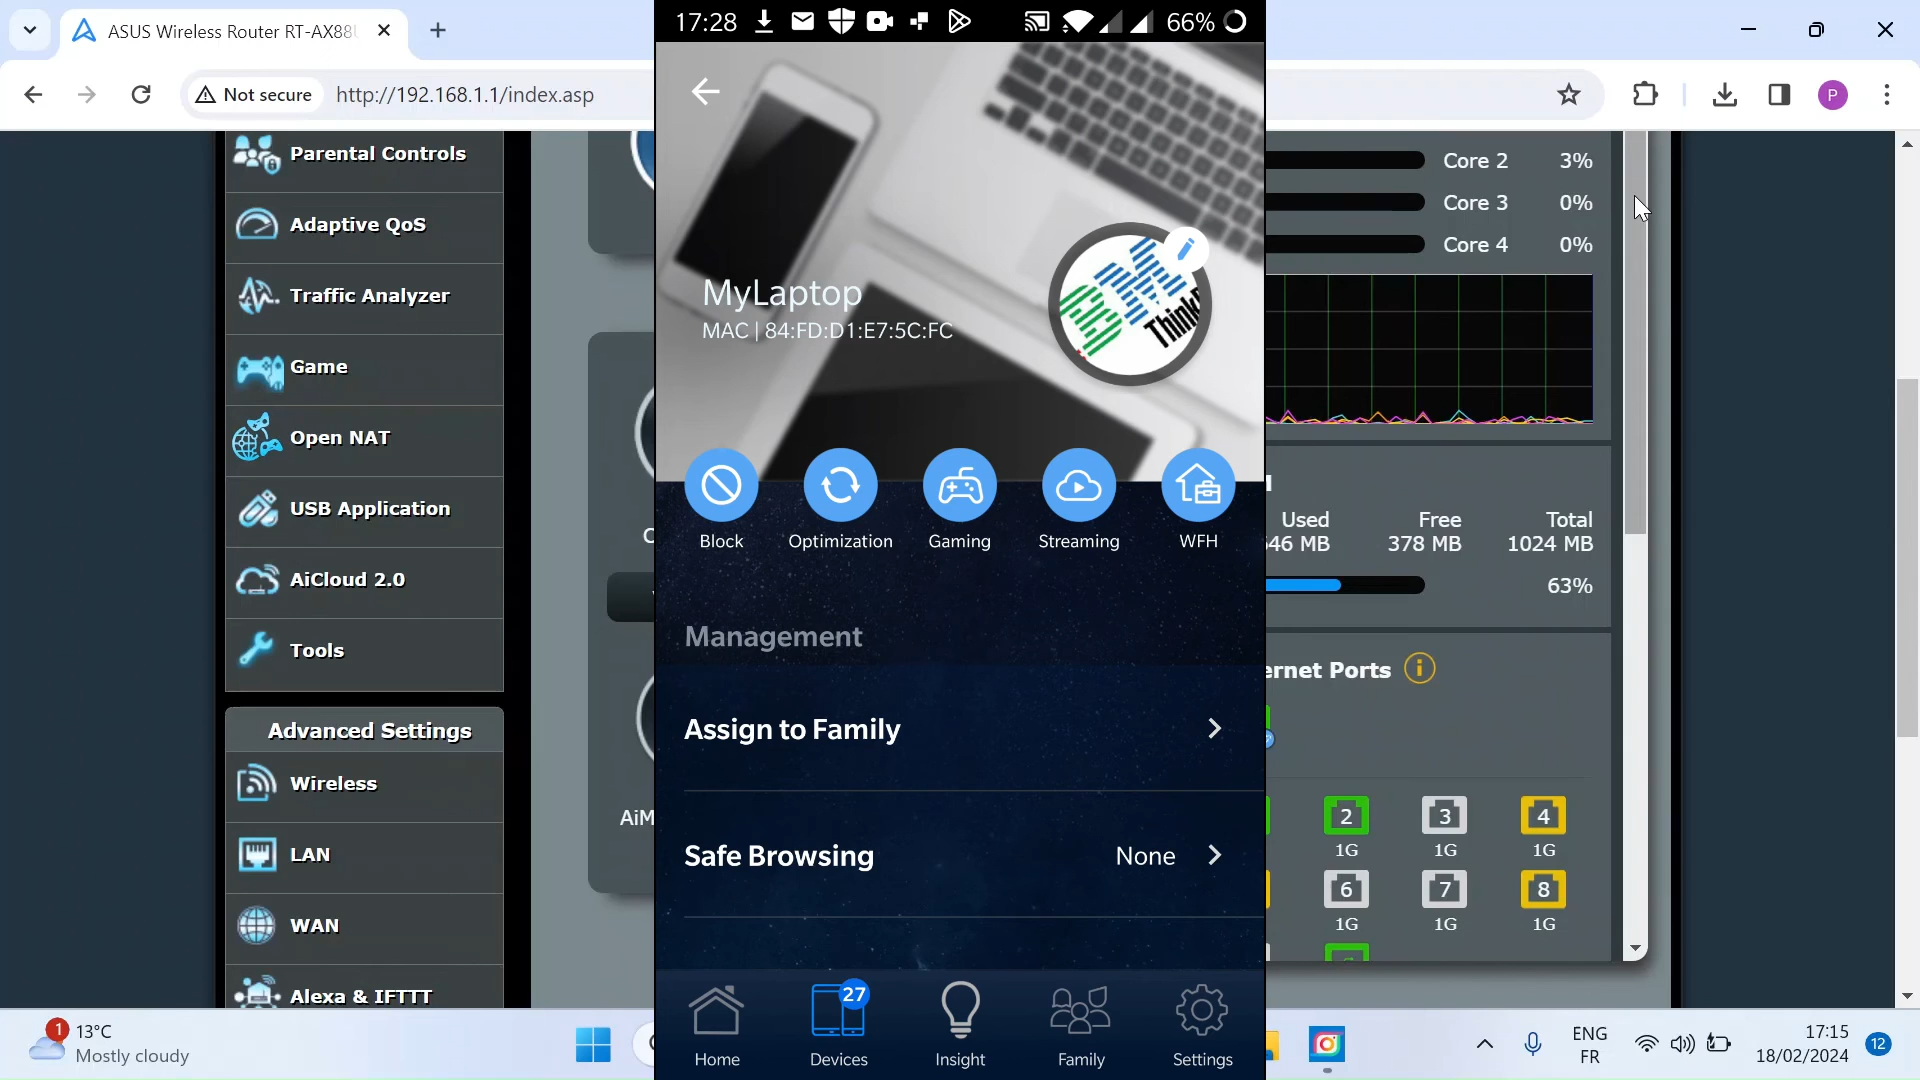 ASUS Wireless Router RT-AX88U
Not secure http://192.168.1.1/index.asp
P
Parental Controls
Adaptive QoS
Traffic Analyzer
Game
Open NAT
USB Application
AiCloud 2.0
Tools
Advanced Settings
Wireless
LAN
WAN
Alexa & IFTTT
17:28 66%
MyLaptop
MAC | 84:FD:D1:E7:5C:FC
Block Optimization Gaming Streaming WFH
Management
Assign to Family
Safe Browsing None
27
Home Devices Insight Family Settings
Core 2 3%
Core 3 0%
Core 4 0%
Used Free Total
46 MB 378 MB 1024 MB
63%
ernet Ports
2 3 4
1G 1G 1G
6 7 8
1G 1G 1G
AiM
1 13°C
Mostly cloudy
ENG
FR
17:15
18/02/2024
12